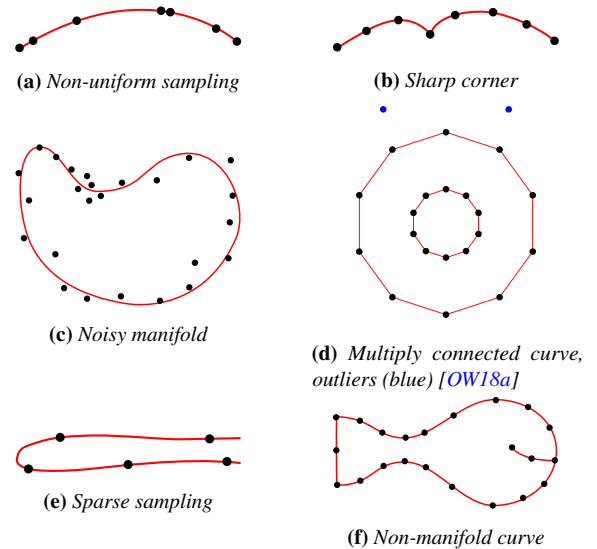 (a) Non-uniform sampling
(b) Sharp corner
(c) Noisy manifold
(d) Multiply connected curve,
outliers (blue) [OW18a]
(e) Sparse sampling
(f) Non-manifold curve